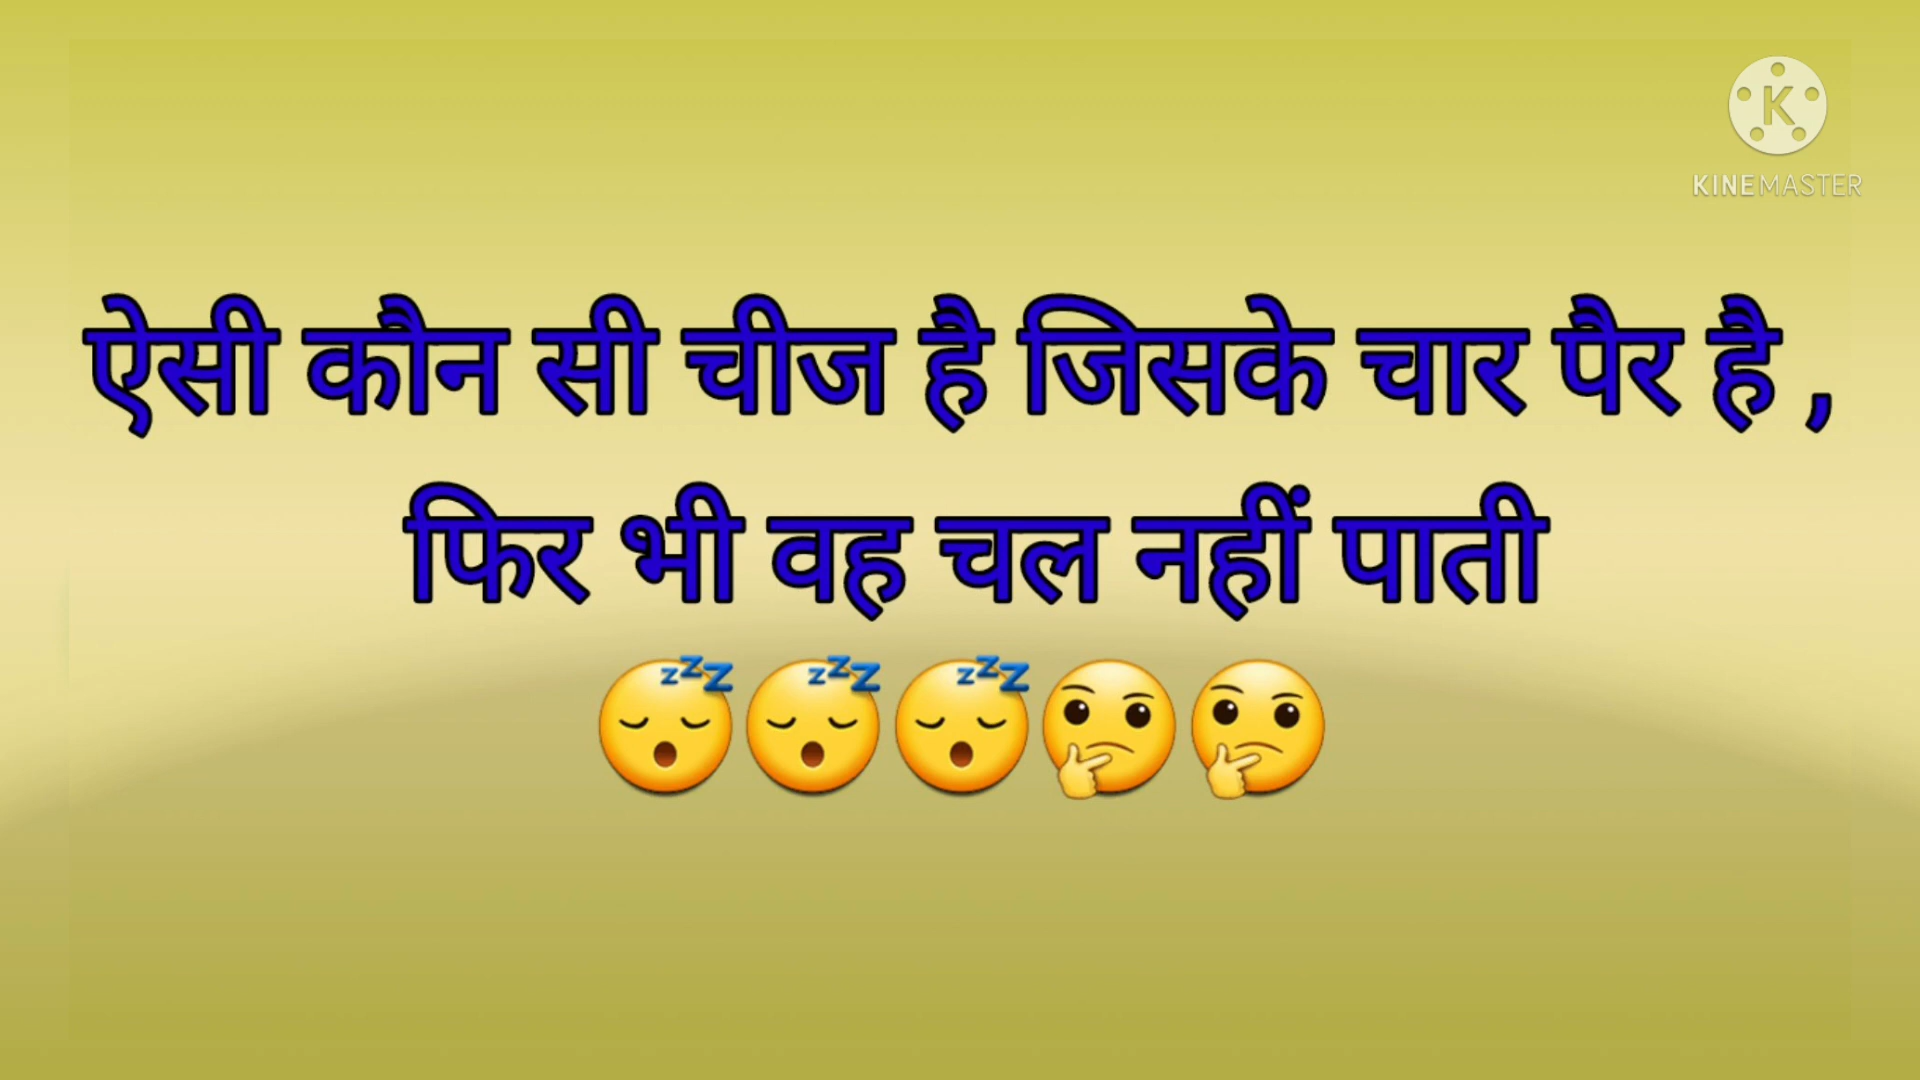 KINEMASTER
ऐसी कौन सी चीज है जिसके चार पैर है ,
फिर भी वह चल नहीं पाती
😴😴😴🤔🤔